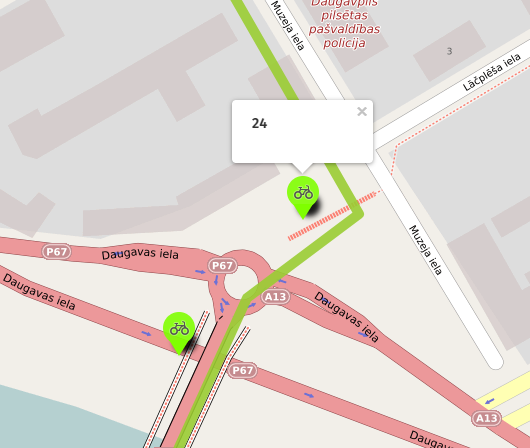 Daugavpils
pilsētas
pašvaldības
policija
Muzeja iela
3
Lāčplēša iela
24
×
P67
Daugavas iela
P67
A13
Daugavas iela
Daugavas iela
Muzeja iela
P67
A13
Daugavas